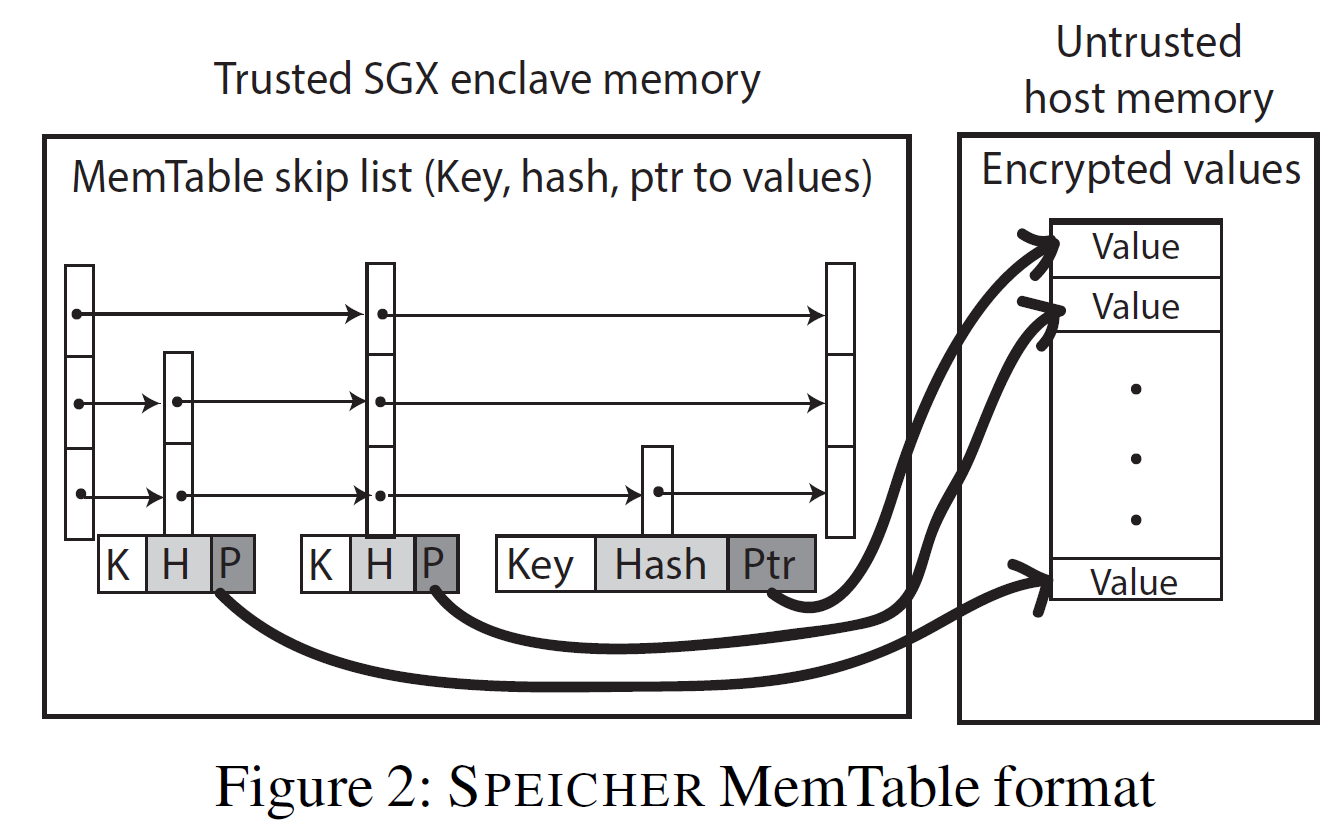 Trusted SGX enclave memory
Untrusted
host memory
MemTable skip list (Key, hash, ptr to values)
Encrypted values
Value
Value
K H P
K H P
Key Hash Ptr
Value
Figure 2: SPEICHER MemTable format